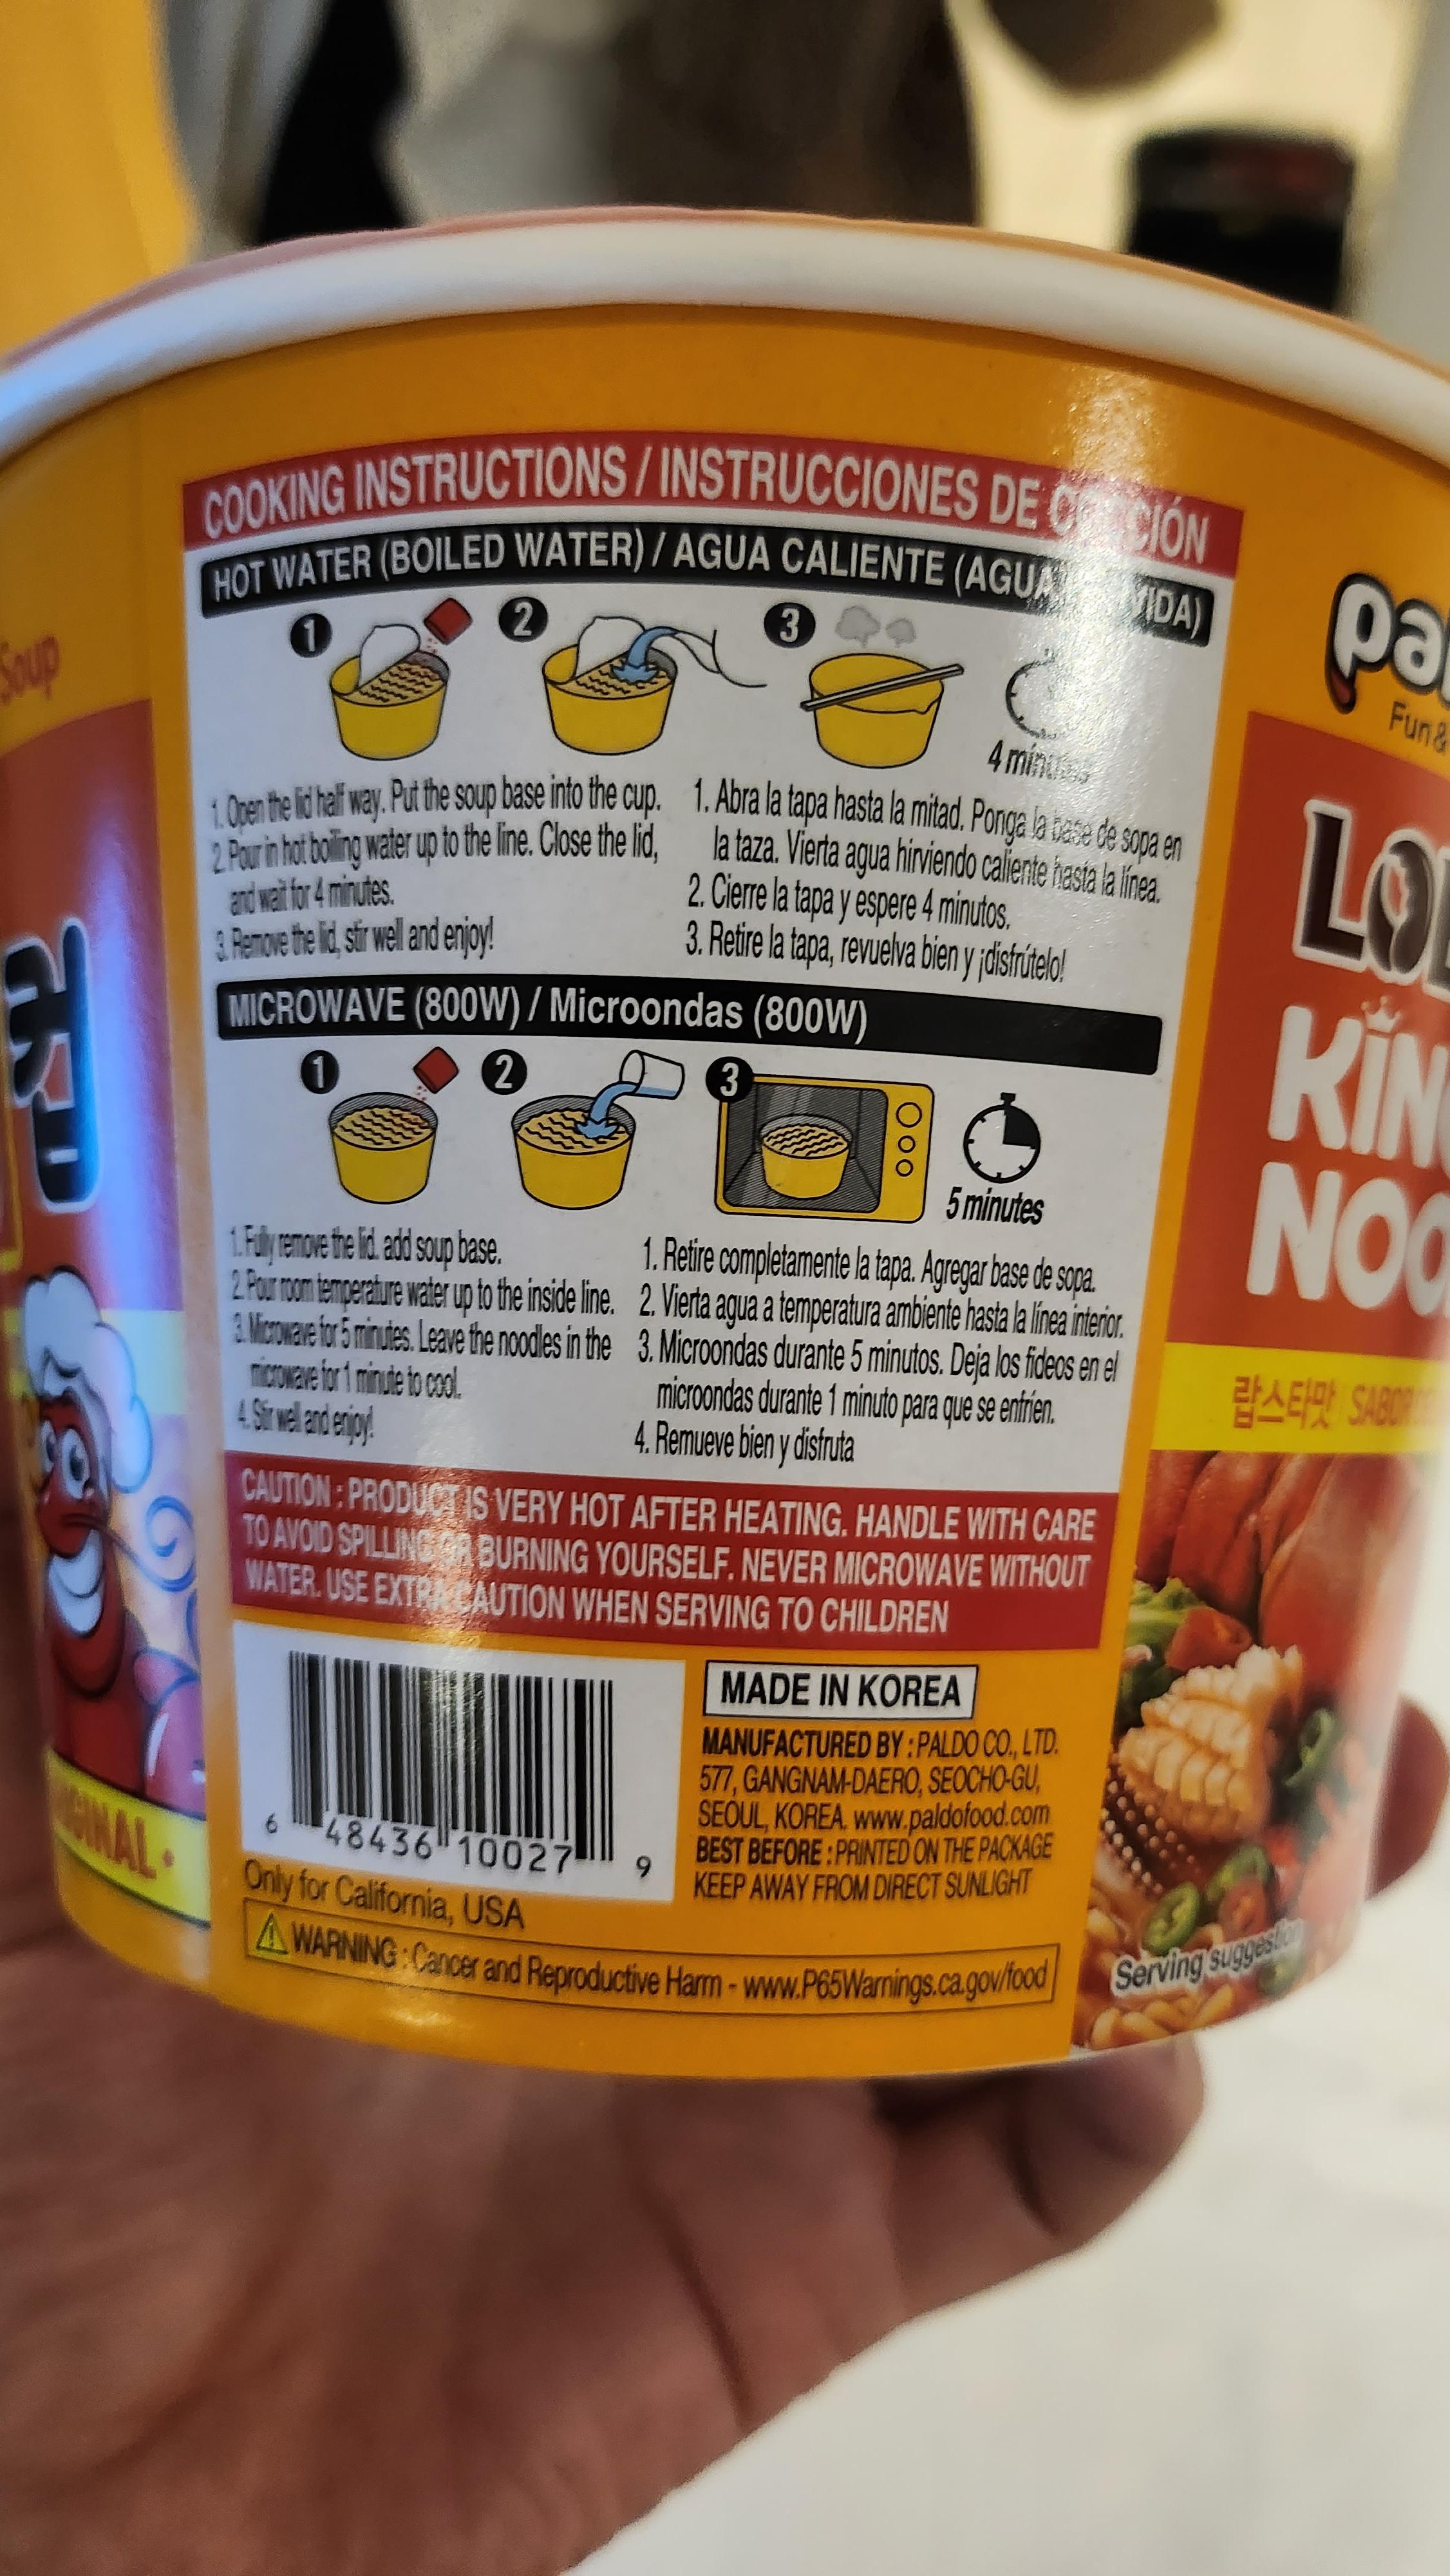 COOKING INSTRUCTIONS / INSTRUCCIONES DE
HOT WATER (BOILED WATER) / AGUA CALIENTE (AGUA
1 2 3
4 minutes
1. Open the lid half way. Put the soup base into the cup.
2. Pour in hot boiling water up to the line. Close the lid,
and wait for 4 minutes.
3. Remove the lid, stir well and enjoy!
1. Abra la tapa hasta la mitad. Ponga la base de sopa en
la taza. Vierta agua hirviendo caliente hasta la línea.
2. Cierre la tapa y espere 4 minutos.
3. Retire la tapa, revuelva bien y ¡disfrútelo!
MICROWAVE (800W) / Microondas (800W)
1 2 3
5 minutes
1. Fully remove the lid. add soup base.
2. Pour room temperature water up to the inside line.
3. Microwave for 5 minutes. Leave the noodles in the
microwave for 1 minute to cool.
4. Stir well and enjoy!
1. Retire completamente la tapa. Agregar base de sopa.
2. Vierta agua a temperatura ambiente hasta la línea interior.
3. Microondas durante 5 minutos. Deja los fideos en el
microondas durante 1 minuto para que se enfríen.
4. Remueve bien y disfruta
CAUTION : PRODUCT IS VERY HOT AFTER HEATING. HANDLE WITH CARE
TO AVOID SPILLING OR BURNING YOURSELF. NEVER MICROWAVE WITHOUT
WATER. USE EXTRA CAUTION WHEN SERVING TO CHILDREN
6 48436 10027 9
MADE IN KOREA
MANUFACTURED BY : PALDO CO., LTD.
577, GANGNAM-DAERO, SEOCHO-GU,
SEOUL, KOREA. www.paldofood.com
BEST BEFORE : PRINTED ON THE PACKAGE
KEEP AWAY FROM DIRECT SUNLIGHT
Only for California, USA
WARNING : Cancer and Reproductive Harm - www.P65Warnings.ca.gov/food
Soup
컵
Fun &
랍스타맛 SABOR
Serving suggestion